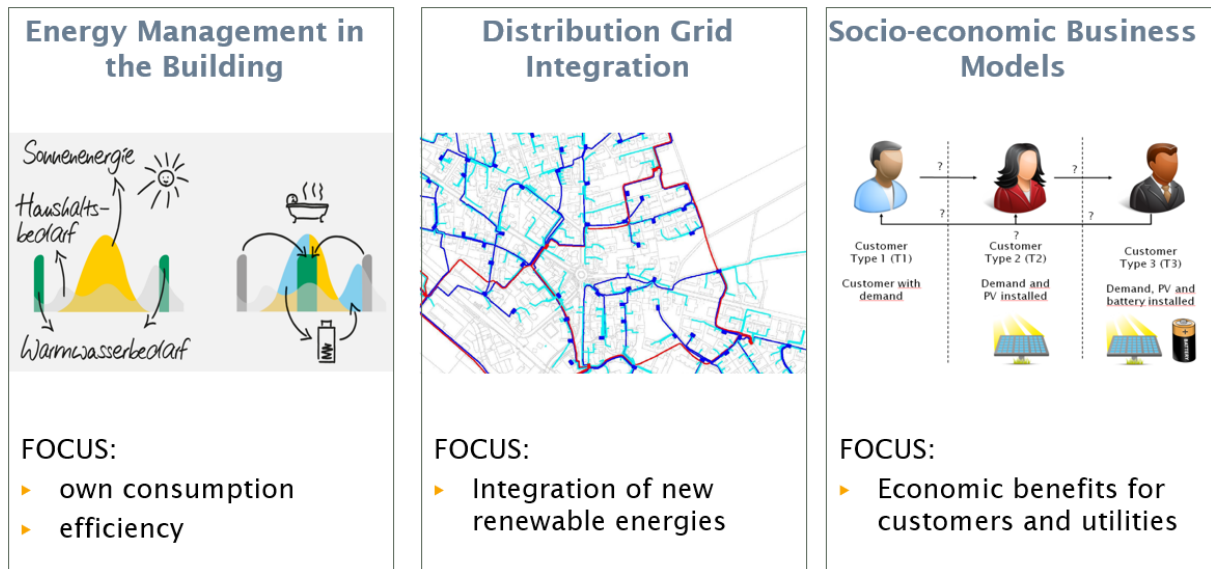 Energy Management in
the Building
Sonnenenergie
Haushalts-
bedarf
Warmwasserbedarf
FOCUS:
▸ own consumption
▸ efficiency
Distribution Grid
Integration
FOCUS:
▸ Integration of new
renewable energies
Socio-economic Business
Models
?
?
?
?
?
Customer
Type 1 (T1)
Customer with
demand
Customer
Type 2 (T2)
Demand and
PV installed
Customer
Type 3 (T3)
Demand, PV and
battery installed
BATTERY
FOCUS:
▸ Economic benefits for
customers and utilities